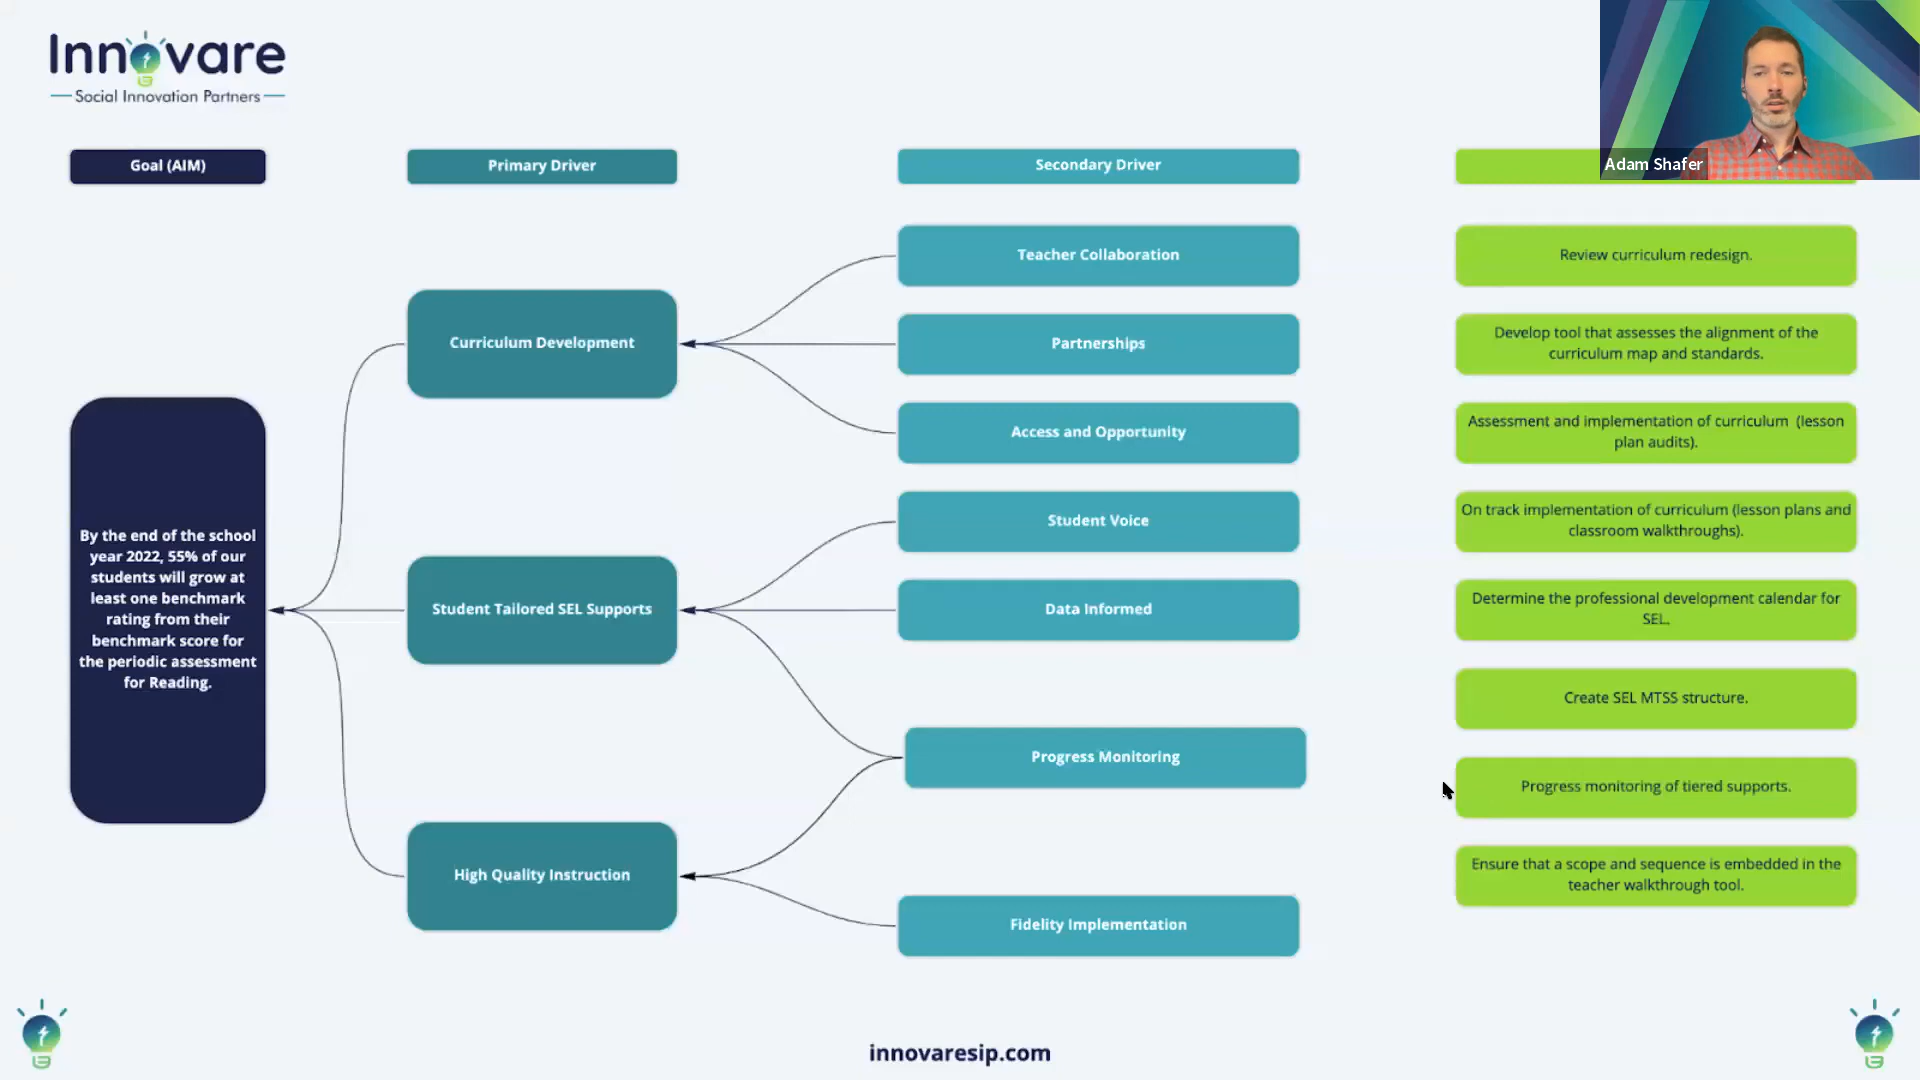 Innovare
Social Innovation Partners
Adam Shafer
Goal (AIM)
Primary Driver
Secondary Driver
Teacher Collaboration
Review curriculum redesign.
Curriculum Development
Partnerships
Develop tool that assesses the alignment of the
curriculum map and standards.
Access and Opportunity
Assessment and implementation of curriculum (lesson
plan audits).
Student Voice
On track implementation of curriculum (lesson plans and
classroom walkthroughs).
By the end of the school
year 2022, 55% of our
students will grow at
least one benchmark
rating from their
benchmark score for
the periodic assessment
for Reading.
Student Tailored SEL Supports
Data Informed
Determine the professional development calendar for
SEL.
Create SEL MTSS structure.
Progress Monitoring
Progress monitoring of tiered supports.
High Quality Instruction
Ensure that a scope and sequence is embedded in the
teacher walkthrough tool.
Fidelity Implementation
innovaresip.com